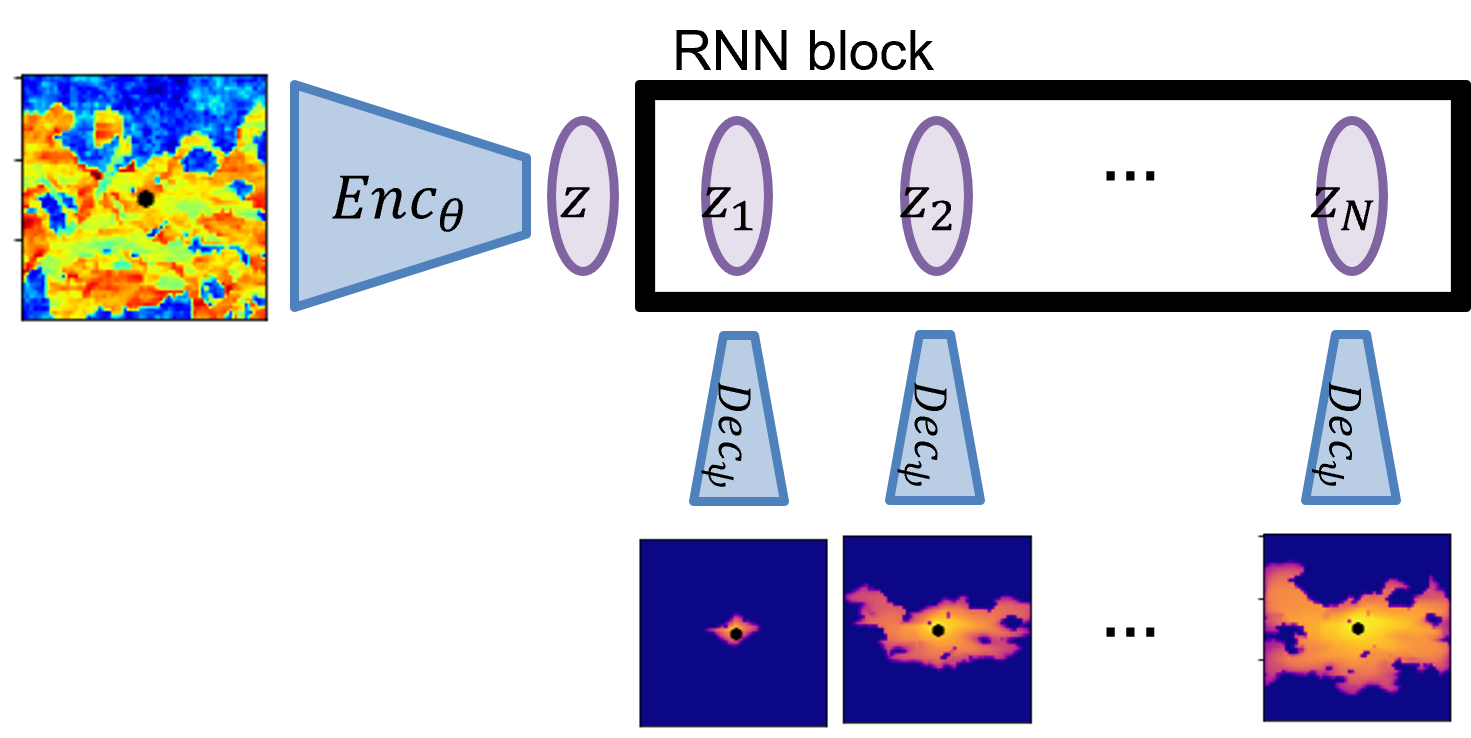 RNN block
Enc_θ
z
z_1
z_2
...
z_N
Dec_ψ
Dec_ψ
Dec_ψ
...